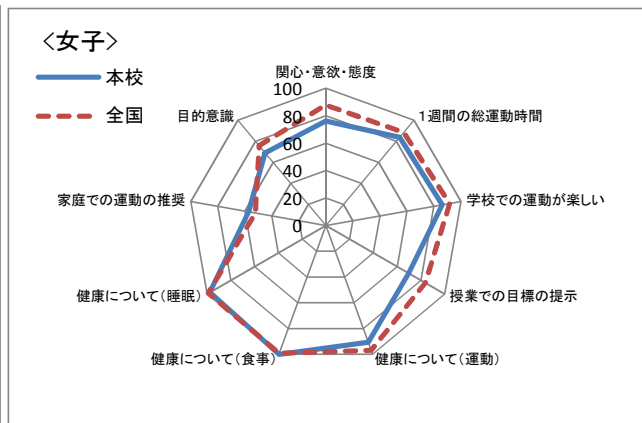 <女子>
本校
全国
関心・意欲・態度
1週間の総運動時間
学校での運動が楽しい
授業での目標の提示
健康について(運動)
健康について(食事)
健康について(睡眠)
家庭での運動の推奨
目的意識
100
80
60
40
20
0